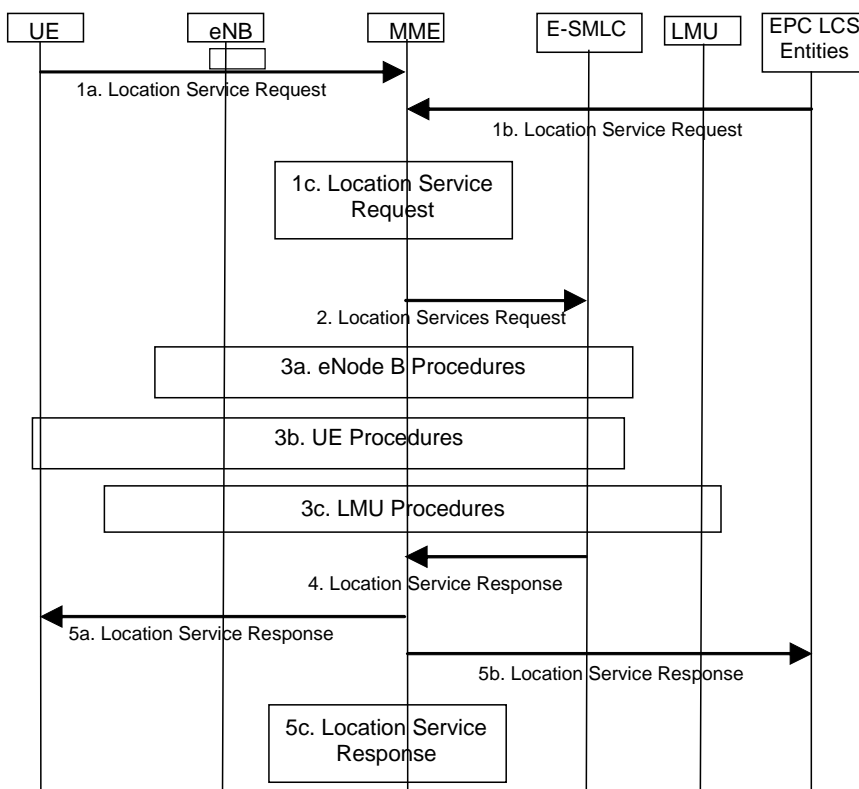 UE
eNB
MME
E-SMLC
LMU
EPC LCS
Entities
1a. Location Service Request
1b. Location Service Request
1c. Location Service
Request
2. Location Services Request
3a. eNode B Procedures
3b. UE Procedures
3c. LMU Procedures
4. Location Service Response
5a. Location Service Response
5b. Location Service Response
5c. Location Service
Response